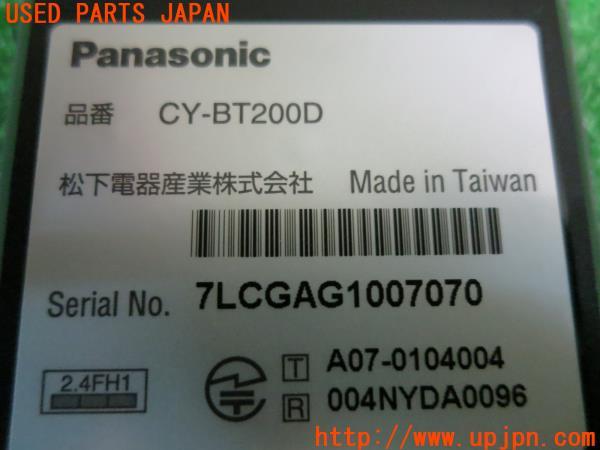 USED PARTS JAPAN
Panasonic
品番 CY-BT200D
松下電器産業株式会社 Made in Taiwan
Serial No. 7LCGAG1007070
2.4FH1
T A07-0104004
R 004NYDA0096
http://www.upjpn.com